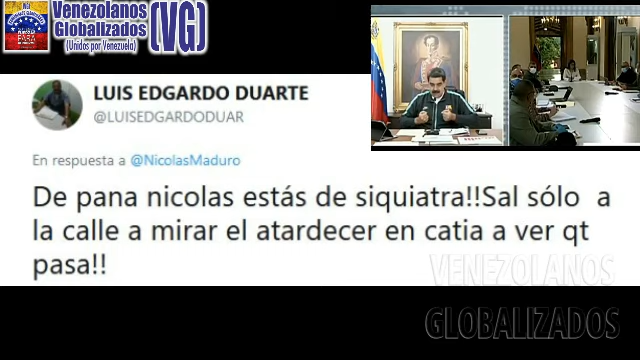 Venezolanos
Globalizados
(Unidos por Venezuela)
(VG)
LUIS EDGARDO DUARTE
@LUISEDGARDODUAR
En respuesta a @NicolasMaduro
De pana nicolas estás de siquiatra!!Sal sólo a
la calle a mirar el atardecer en catia a ver qt
pasa!!
VENEZOLANOS
GLOBALIZADOS